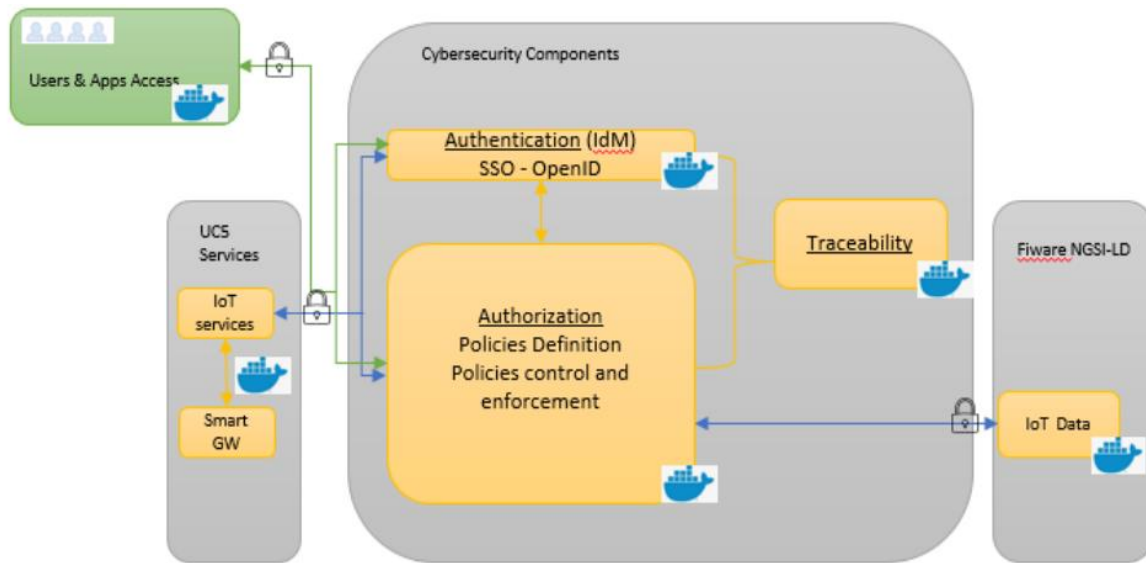 Users & Apps Access
Cybersecurity Components
Authentication (IdM)
SSO - OpenID
UC5
Services
IoT
services
Smart
GW
Authorization
Policies Definition
Policies control and
enforcement
Traceability
Fiware NGSI-LD
IoT Data